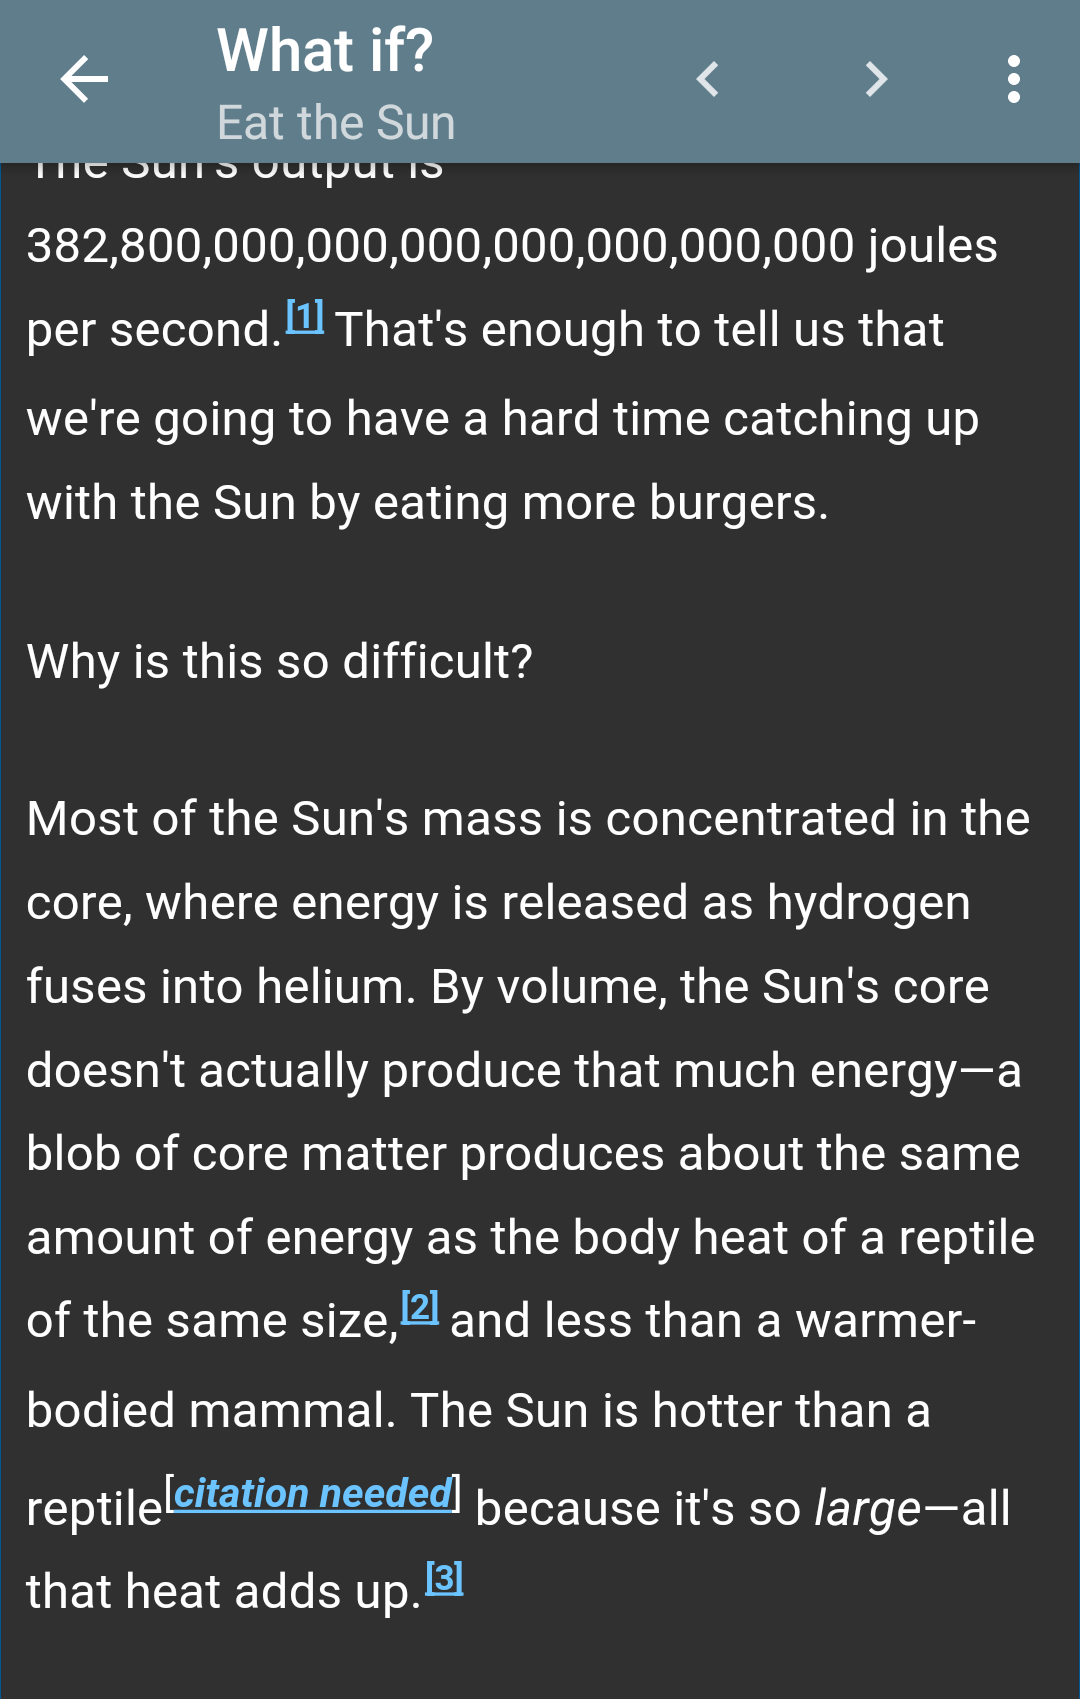 What if?
Eat the Sun
The Sun's output is
382,800,000,000,000,000,000,000,000 joules
per second.[1] That's enough to tell us that
we're going to have a hard time catching up
with the Sun by eating more burgers.
Why is this so difficult?
Most of the Sun's mass is concentrated in the
core, where energy is released as hydrogen
fuses into helium. By volume, the Sun's core
doesn't actually produce that much energy—a
blob of core matter produces about the same
amount of energy as the body heat of a reptile
of the same size,[2] and less than a warmer-
bodied mammal. The Sun is hotter than a
reptile[citation needed] because it's so large—all
that heat adds up.[3]